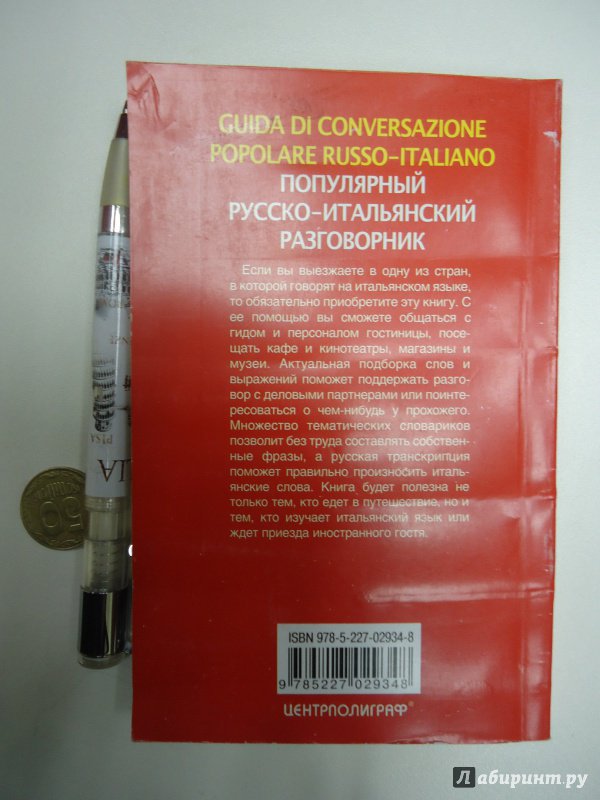 GUIDA DI CONVERSAZIONE
POPOLARE RUSSO-ITALIANO
ПОПУЛЯРНЫЙ
РУССКО-ИТАЛЬЯНСКИЙ
РАЗГОВОРНИК
Если вы выезжаете в одну из стран,
в которой говорят на итальянском языке,
то обязательно приобретите эту книгу. С
ее помощью вы сможете общаться с
гидом и персоналом гостиницы, посе-
щать кафе и кинотеатры, магазины и
музеи. Актуальная подборка слов и
выражений поможет поддержать разго-
вор с деловыми партнерами или поинте-
ресоваться о чем-нибудь у прохожего.
Множество тематических словариков
позволит без труда составлять собствен-
ные фразы, а русская транскрипция
поможет правильно произносить италь-
янские слова. Книга будет полезна не
только тем, кто едет в путешествие, но и
тем, кто изучает итальянский язык или
ждет приезда иностранного гостя.
ISBN 978-5-227-02934-8
9 785227 029348
ЦЕНТРПОЛИГРАФ®
PISA
50
Лабиринт.ру